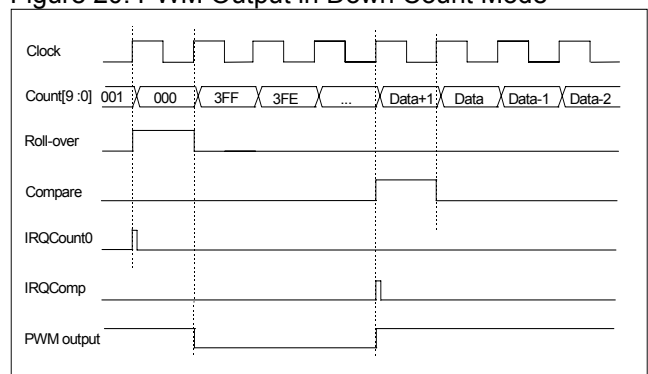 Figure 20. PWM Output in Down Count Mode
Clock
Count[9 :0] 001 000 3FF 3FE ... Data+1 Data Data-1 Data-2
Roll-over
Compare
IRQCount0
IRQComp
PWM output